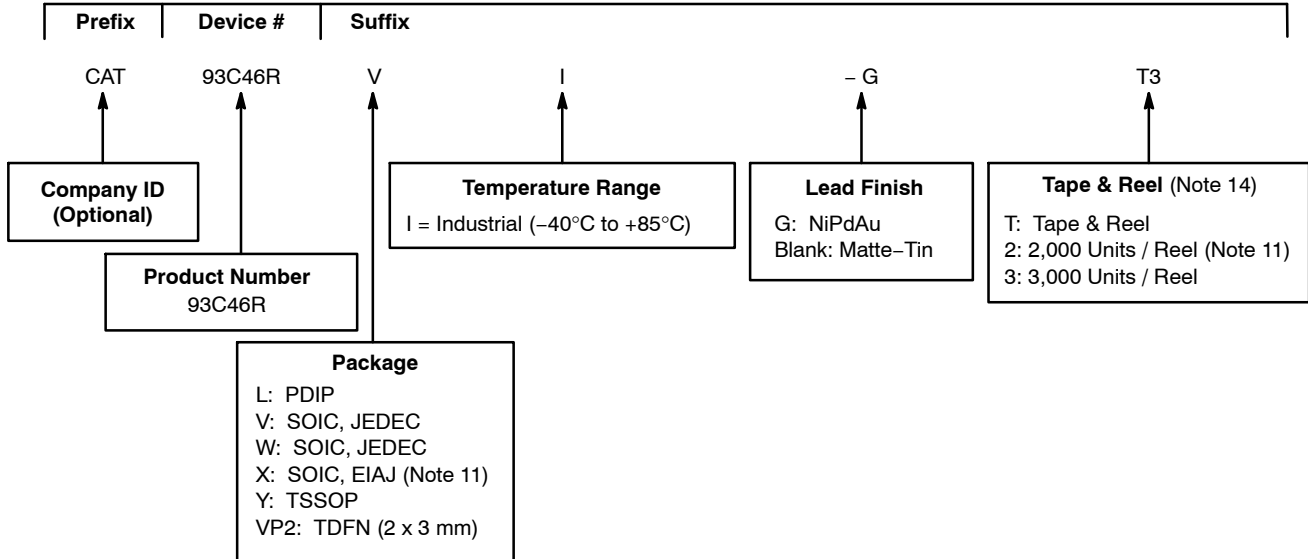 Prefix Device # Suffix
CAT 93C46R V I – G T3
Company ID
(Optional)
Product Number
93C46R
Package
L: PDIP
V: SOIC, JEDEC
W: SOIC, JEDEC
X: SOIC, EIAJ (Note 11)
Y: TSSOP
VP2: TDFN (2 x 3 mm)
Temperature Range
I = Industrial (−40°C to +85°C)
Lead Finish
G: NiPdAu
Blank: Matte−Tin
Tape & Reel (Note 14)
T: Tape & Reel
2: 2,000 Units / Reel (Note 11)
3: 3,000 Units / Reel